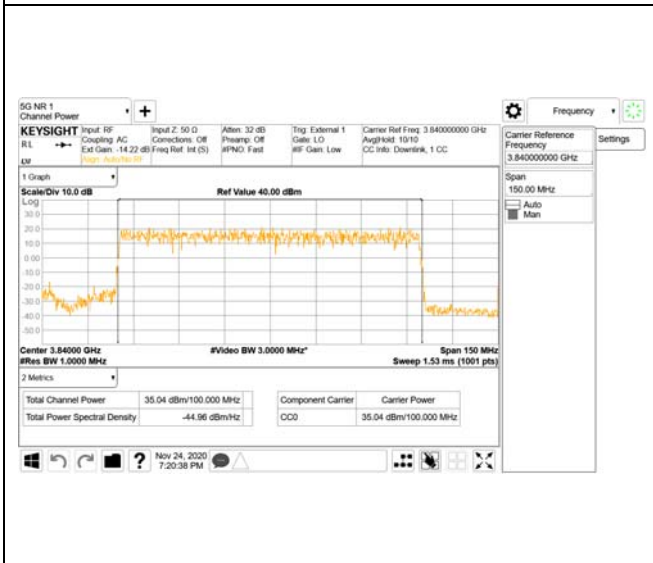 5G NR 1
Channel Power
Frequency
KEYSIGHT Input: RF Input Z: 50 Ω Atten: 32 dB Trig: External 1 Carrier Ref Freq: 3.840000000 GHz
RL Coupling: AC Corrections: Off Preamp: Off Gate: LO Avg|Hold: 10/10
Ext Gain: -14.22 dB Freq Ref: Int (S) #PNO: Fast #IF Gain: Low CC Info: Downlink, 1 CC
Align: Auto/No RF
Carrier Reference
Frequency
3.840000000 GHz
Settings
Span
150.00 MHz
Auto
Man
1 Graph
Scale/Div 10.0 dB Ref Value 40.00 dBm
Log
30.0
20.0
10.0
0.00
-10.0
-20.0
-30.0
-40.0
-50.0
Center 3.84000 GHz #Video BW 3.0000 MHz* Span 150 MHz
#Res BW 1.0000 MHz Sweep 1.53 ms (1001 pts)
2 Metrics
Total Channel Power 35.04 dBm/100.000 MHz Component Carrier Carrier Power
Total Power Spectral Density -44.96 dBm/Hz CC0 35.04 dBm/100.000 MHz
Nov 24, 2020
7:20:38 PM